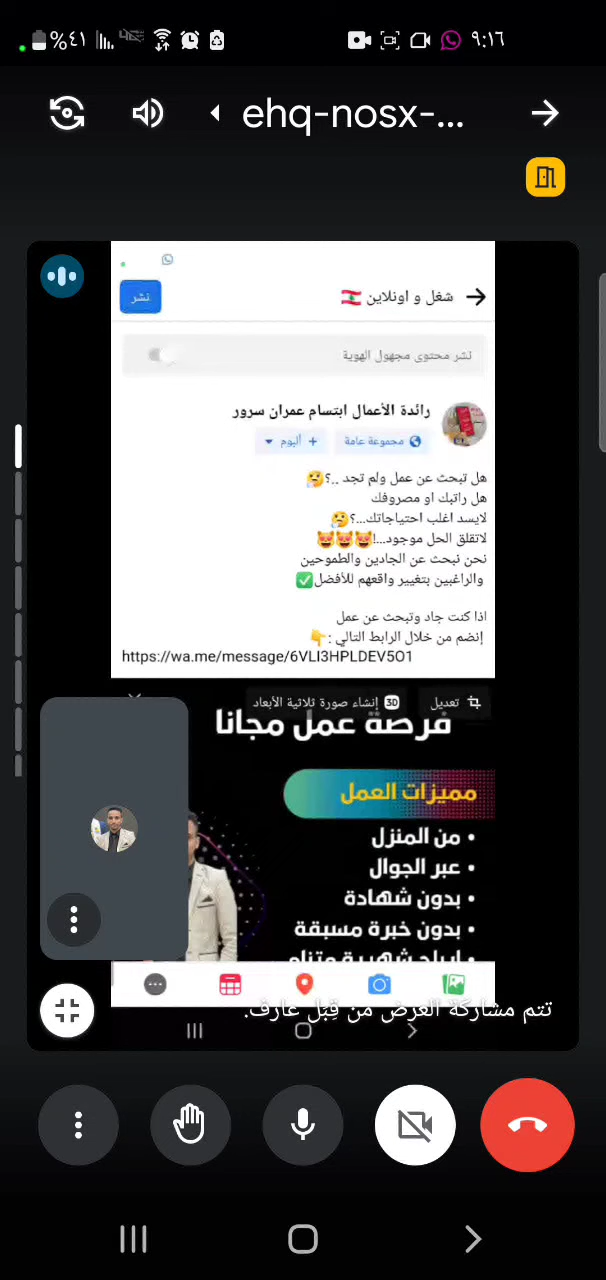 ٩:١٦
%٤١
ehq-nosx-...
شغل و اونلاين
نشر
نشر محتوى مجهول الهوية
رائدة الأعمال ابتسام عمران سرور
مجموعة عامة
+ ألبوم
هل تبحث عن عمل ولم تجد ..؟🤔
هل راتبك او مصروفك
لايسد اغلب احتياجاتك...؟🤔
لاتقلق الحل موجود...!😻😻😻
نحن نبحث عن الجادين والطموحين
والراغبين بتغيير واقعهم للأفضل✅
اذا كنت جاد وتبحث عن عمل
إنضم من خلال الرابط التالي :👇
https://wa.me/message/6VLI3HPLDEV5O1
تعديل
3D إنشاء صورة ثلاثية الأبعاد
فرصة عمل مجانا
مميزات العمل
• من المنزل
• عبر الجوال
• بدون شهادة
• بدون خبرة مسبقة
تتم مشاركة العرض من قِبَل عارف.